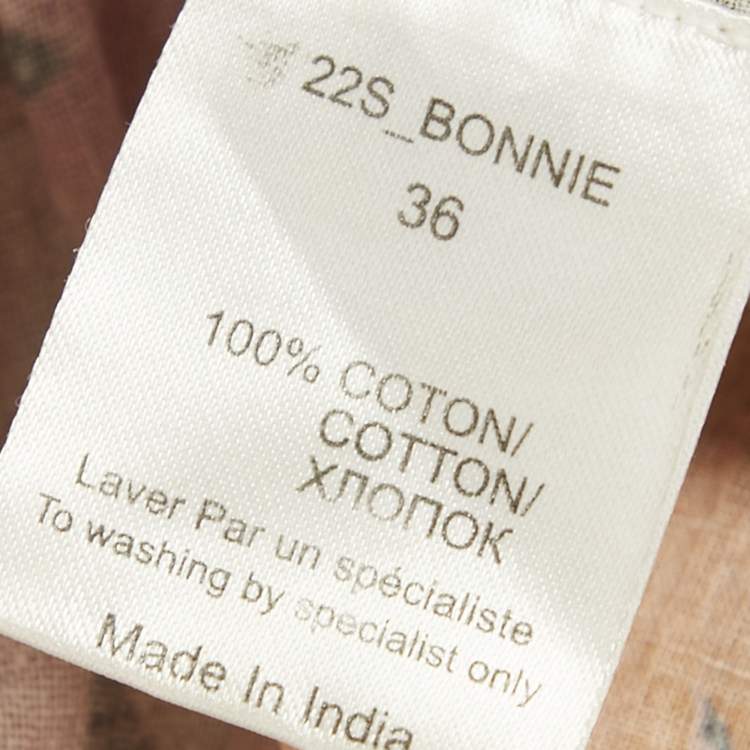 22S_BONNIE
36
100% COTON/
COTTON/
ХЛОПОК
Laver Par un spécialiste
To washing by specialist only
Made In India